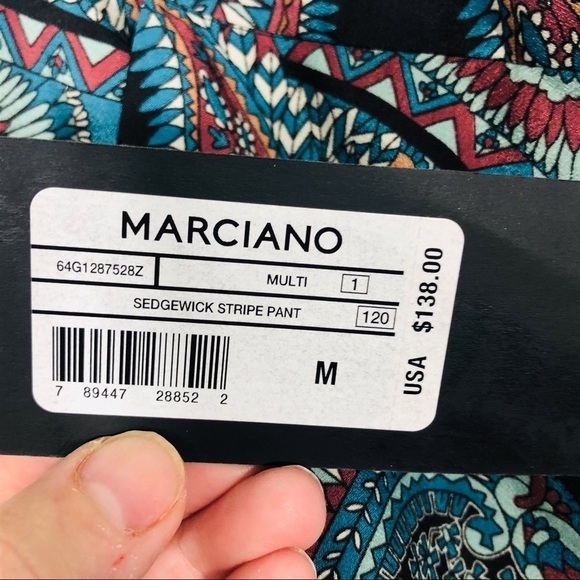 MARCIANO
64G1287528Z MULTI 1
SEDGEWICK STRIPE PANT 120
7 89447 28852 2
M
USA $138.00